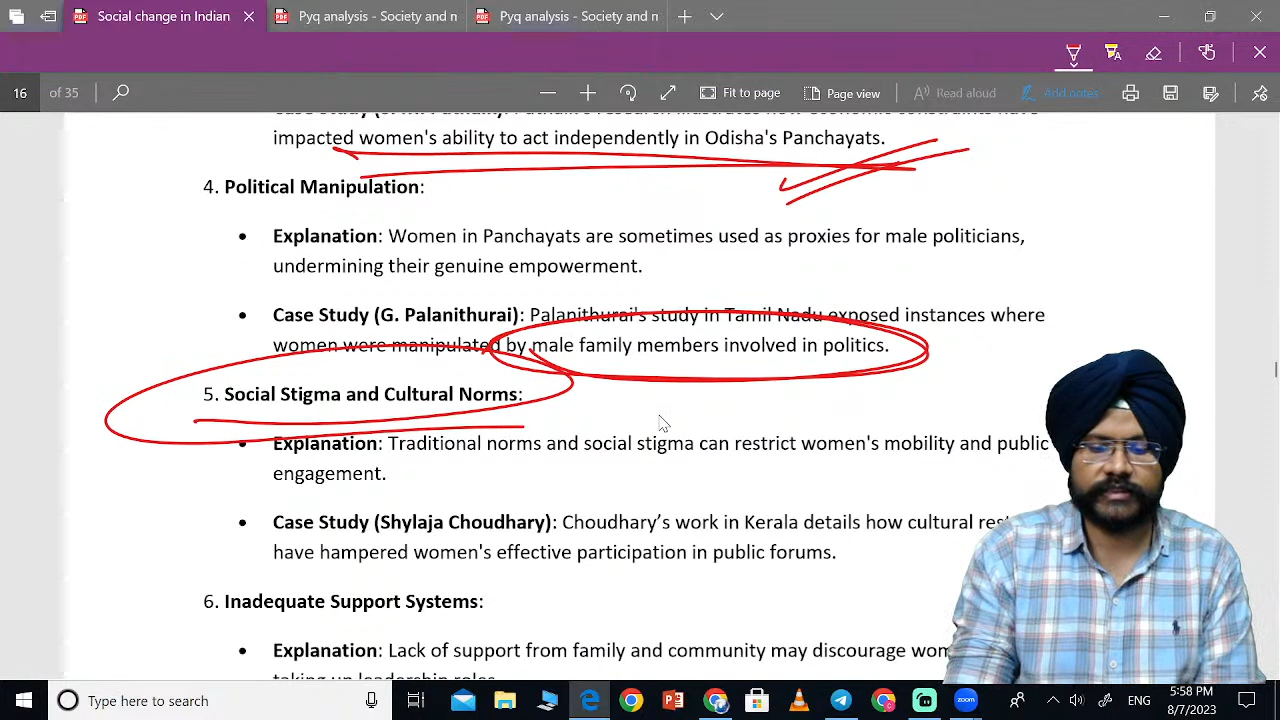 Social change in Indian
Pyq analysis - Society and n
Pyq analysis - Society and n
16 of 35
Fit to page
Page view
Read aloud
Add notes
impacted women's ability to act independently in Odisha's Panchayats.
4. Political Manipulation:
• Explanation: Women in Panchayats are sometimes used as proxies for male politicians,
undermining their genuine empowerment.
• Case Study (G. Palanithurai): Palanithurai's study in Tamil Nadu exposed instances where
women were manipulated by male family members involved in politics.
5. Social Stigma and Cultural Norms:
• Explanation: Traditional norms and social stigma can restrict women's mobility and public
engagement.
• Case Study (Shylaja Choudhary): Choudhary’s work in Kerala details how cultural res
have hampered women's effective participation in public forums.
6. Inadequate Support Systems:
• Explanation: Lack of support from family and community may discourage wom
taking up leadership roles.
Type here to search
zoom
ENG
5:58 PM
8/7/2023